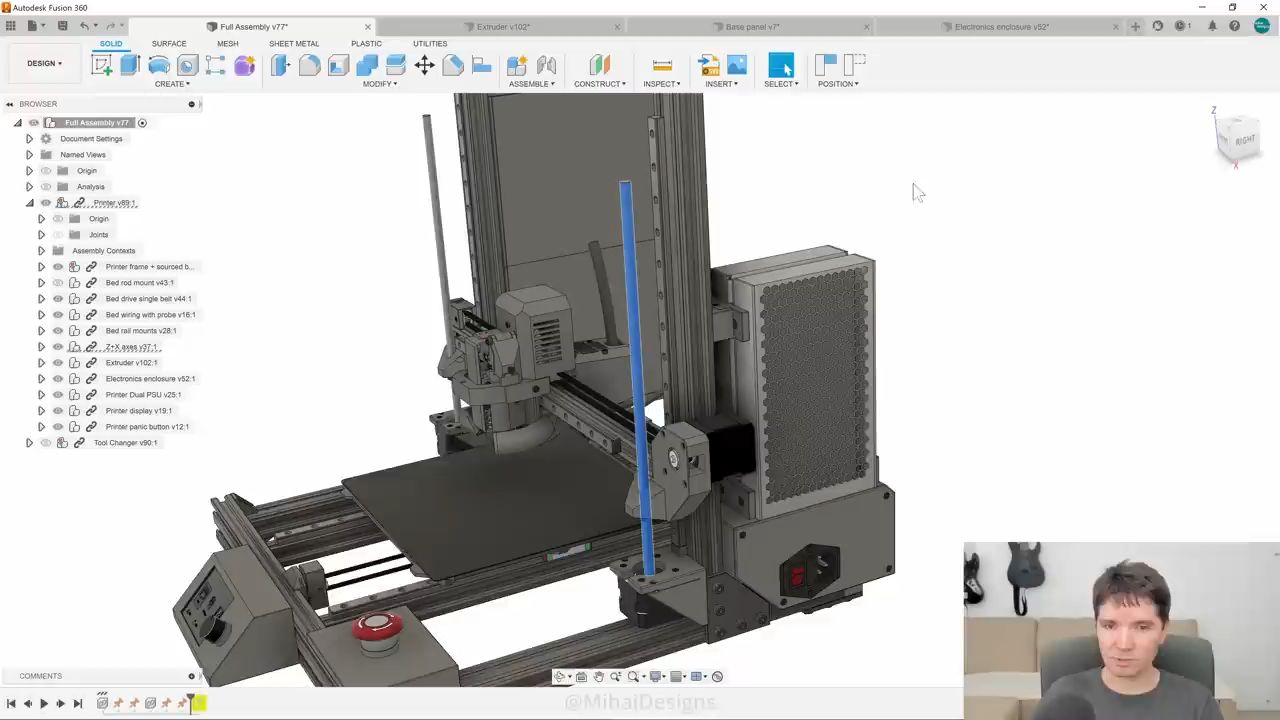 Autodesk Fusion 360
Full Assembly v77*
Extruder v102*
Base panel v7*
Electronics enclosure v52*
1
SOLID
SURFACE
MESH
SHEET METAL
PLASTIC
UTILITIES
DESIGN
CREATE
MODIFY
ASSEMBLE
CONSTRUCT
INSPECT
INSERT
SELECT
POSITION
BROWSER
Full Assembly v77
Document Settings
Named Views
Origin
Analysis
Printer v89:1
Origin
Joints
Assembly Contexts
Printer frame + sourced b...
Bed rod mount v43:1
Bed drive single belt v44:1
Bed wiring with probe v16:1
Bed rail mounts v28:1
Z+X axes v37:1
Extruder v102:1
Electronics enclosure v52:1
Printer Dual PSU v25:1
Printer display v19:1
Printer panic button v12:1
Tool Changer v90:1
Z
RIGHT
X
COMMENTS
@MihaiDesigns